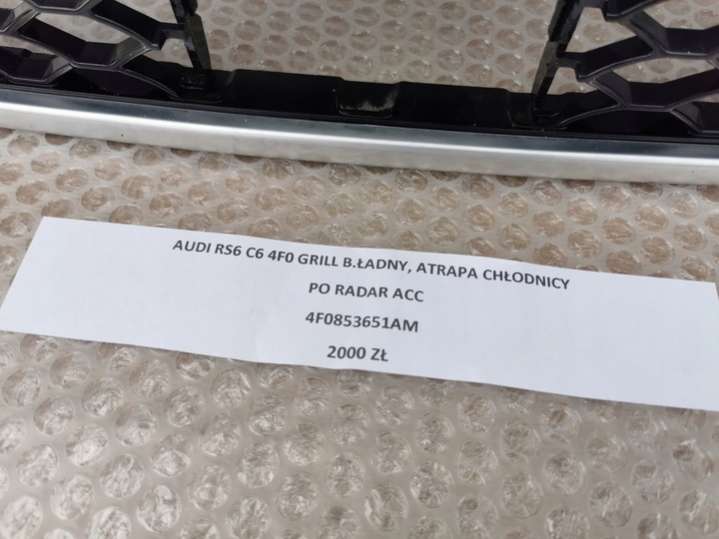 AUDI RS6 C6 4F0 GRILL B.ŁADNY, ATRAPA CHŁODNICY
PO RADAR ACC
4F0853651AM
2000 ZŁ